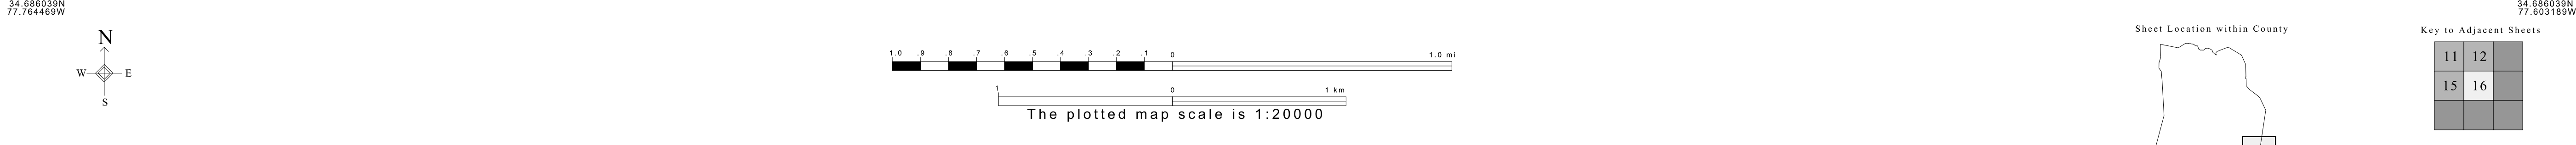 34.686039N
77.764469W
34.686039N
77.603189W
N
W E
S
1.0 .9 .8 .7 .6 .5 .4 .3 .2 .1 0 1.0 mi
1 0 1 km
The plotted map scale is 1:20000
Sheet Location within County
Key to Adjacent Sheets
11 12
15 16